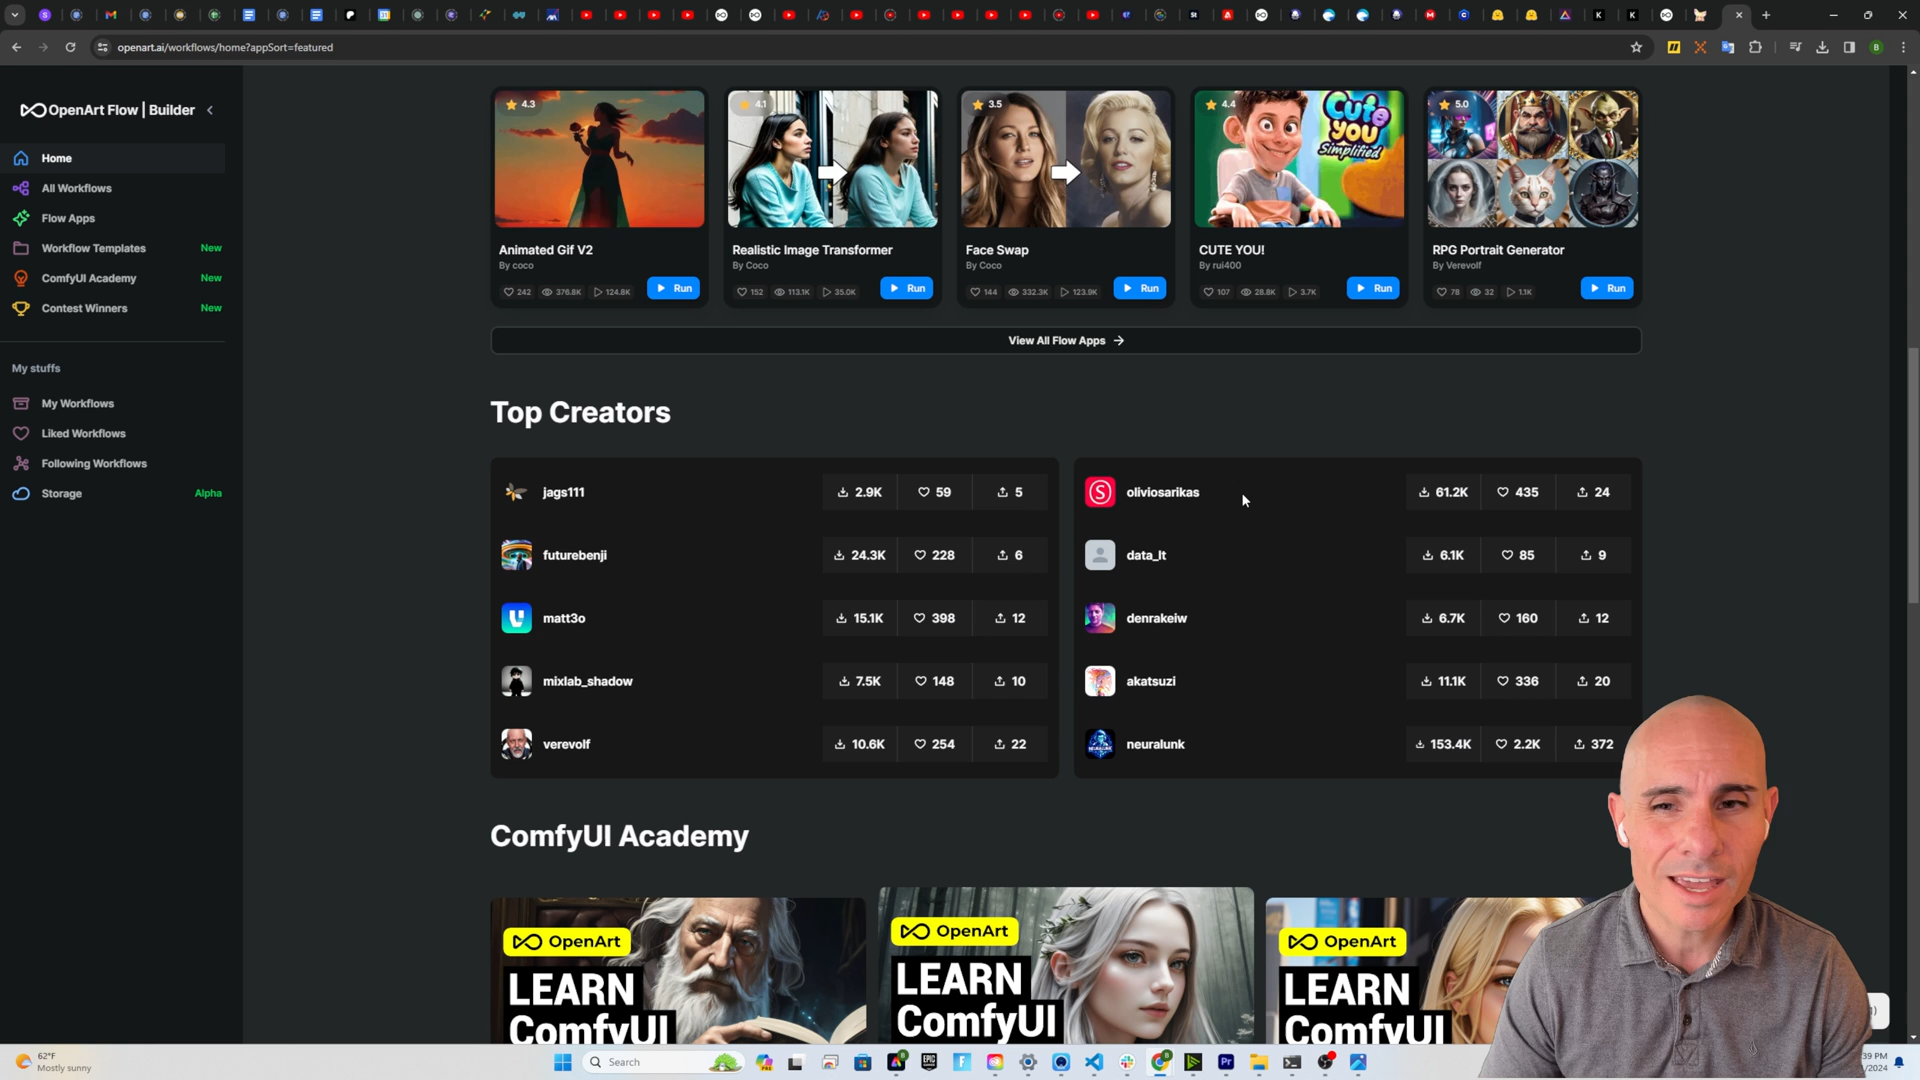 openart.ai/workflows/home?appSort=featured
OpenArt Flow | Builder
Home
All Workflows
Flow Apps
Workflow Templates New
ComfyUI Academy New
Contest Winners New
My stuffs
My Workflows
Liked Workflows
Following Workflows
Storage Alpha
4.3
4.1
3.5
4.4
5.0
Cute you Simplified
Animated Gif V2
By coco
242 376.8K 124.8K Run
Realistic Image Transformer
By Coco
152 113.1K 35.0K Run
Face Swap
By Coco
144 332.3K 123.9K Run
CUTE YOU!
By rui400
107 28.8K 3.7K Run
RPG Portrait Generator
By Verevolf
78 32 1.1K Run
View All Flow Apps
Top Creators
jags111 2.9K 59 5
futurebenji 24.3K 228 6
matt3o 15.1K 398 12
mixlab_shadow 7.5K 148 10
verevolf 10.6K 254 22
oliviosarikas 61.2K 435 24
data_lt 6.1K 85 9
denrakeiw 6.7K 160 12
akatsuzi 11.1K 336 20
neuralunk 153.4K 2.2K 372
ComfyUI Academy
OpenArt
LEARN
ComfyUI
OpenArt
LEARN
ComfyUI
OpenArt
LEARN
ComfyUI
62°F
Mostly sunny
Search
39 PM
/2024